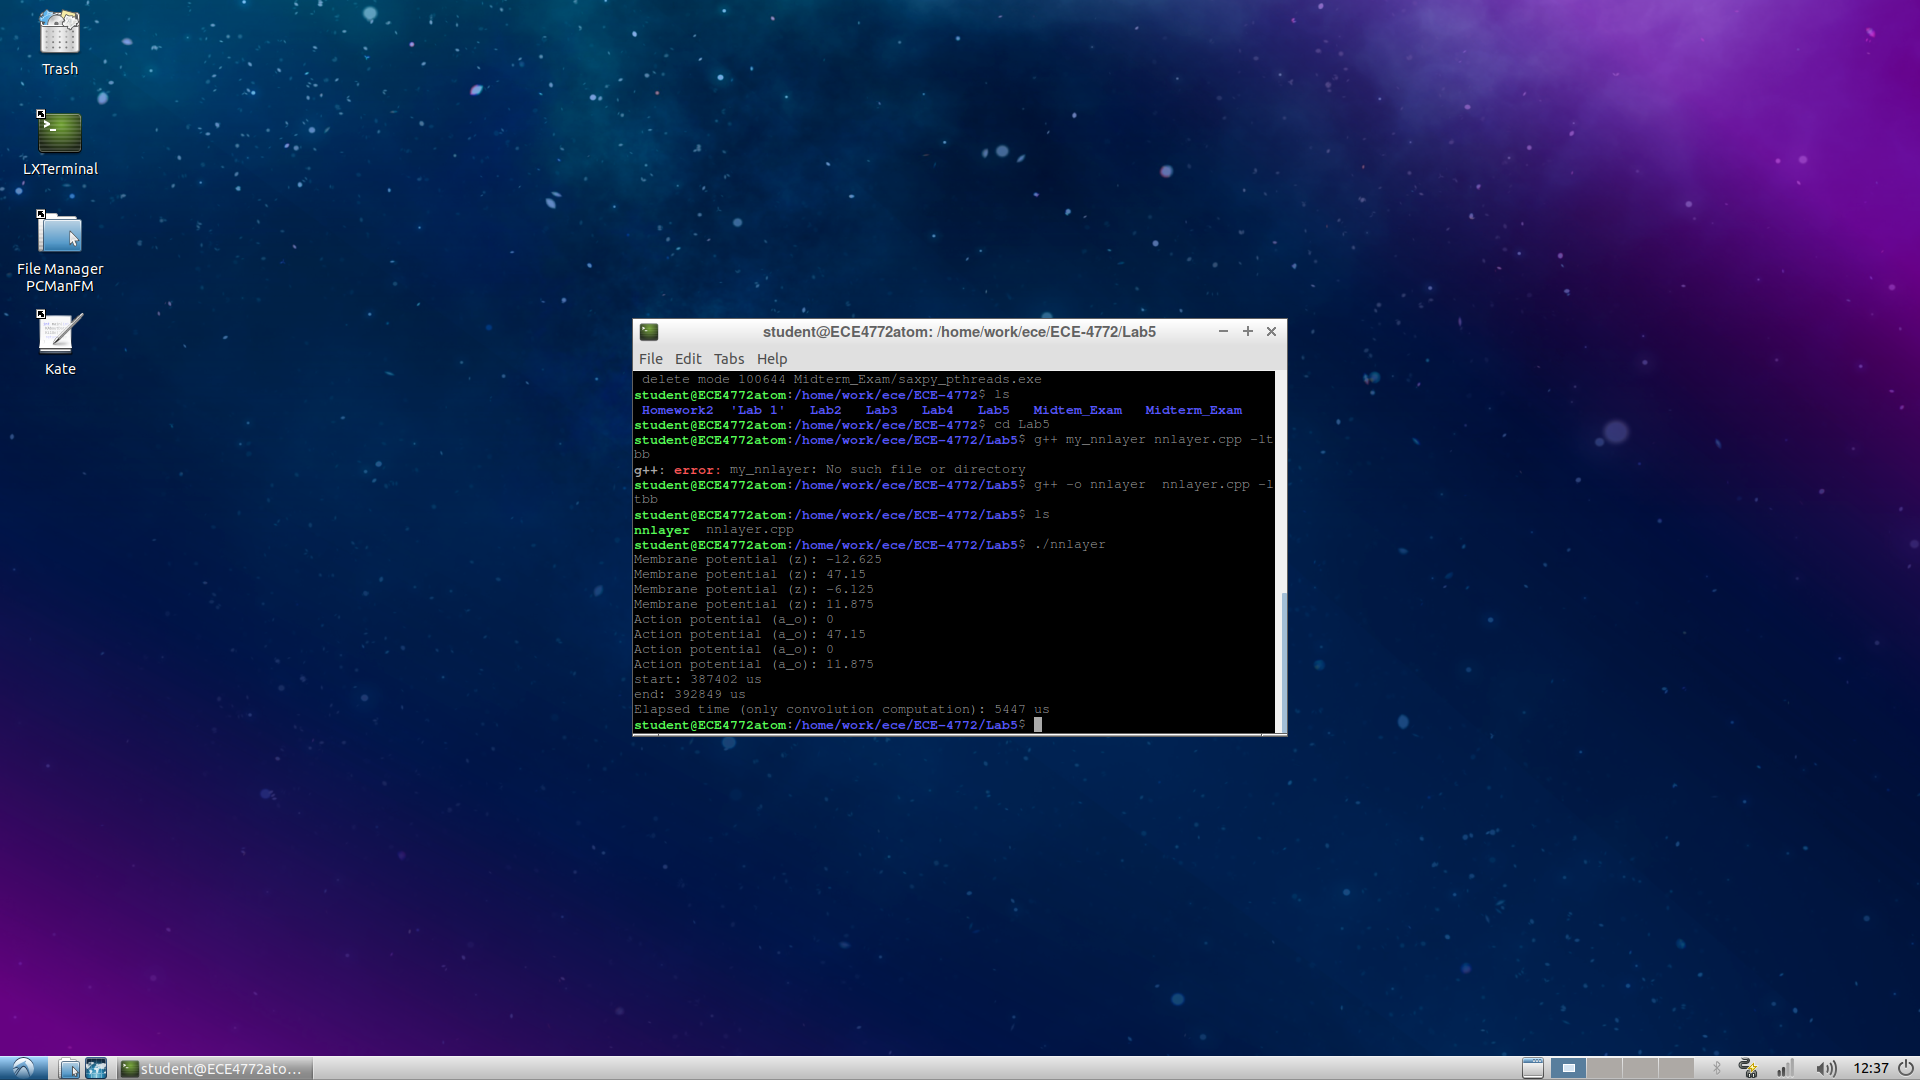 Trash
LXTerminal
File Manager
PCManFM
Kate
student@ECE4772atom: /home/work/ece/ECE-4772/Lab5
File Edit Tabs Help
delete mode 100644 Midterm_Exam/saxpy_pthreads.exe
student@ECE4772atom:/home/work/ece/ECE-4772$ ls
Homework2 'Lab 1' Lab2 Lab3 Lab4 Lab5 Midtem_Exam Midterm_Exam
student@ECE4772atom:/home/work/ece/ECE-4772$ cd Lab5
student@ECE4772atom:/home/work/ece/ECE-4772/Lab5$ g++ my_nnlayer nnlayer.cpp -lt
bb
g++: error: my_nnlayer: No such file or directory
student@ECE4772atom:/home/work/ece/ECE-4772/Lab5$ g++ -o nnlayer  nnlayer.cpp -l
tbb
student@ECE4772atom:/home/work/ece/ECE-4772/Lab5$ ls
nnlayer nnlayer.cpp
student@ECE4772atom:/home/work/ece/ECE-4772/Lab5$ ./nnlayer
Membrane potential (z): -12.625
Membrane potential (z): 47.15
Membrane potential (z): -6.125
Membrane potential (z): 11.875
Action potential (a_o): 0
Action potential (a_o): 47.15
Action potential (a_o): 0
Action potential (a_o): 11.875
start: 387402 us
end: 392849 us
Elapsed time (only convolution computation): 5447 us
student@ECE4772atom:/home/work/ece/ECE-4772/Lab5$
student@ECE4772ato...
12:37